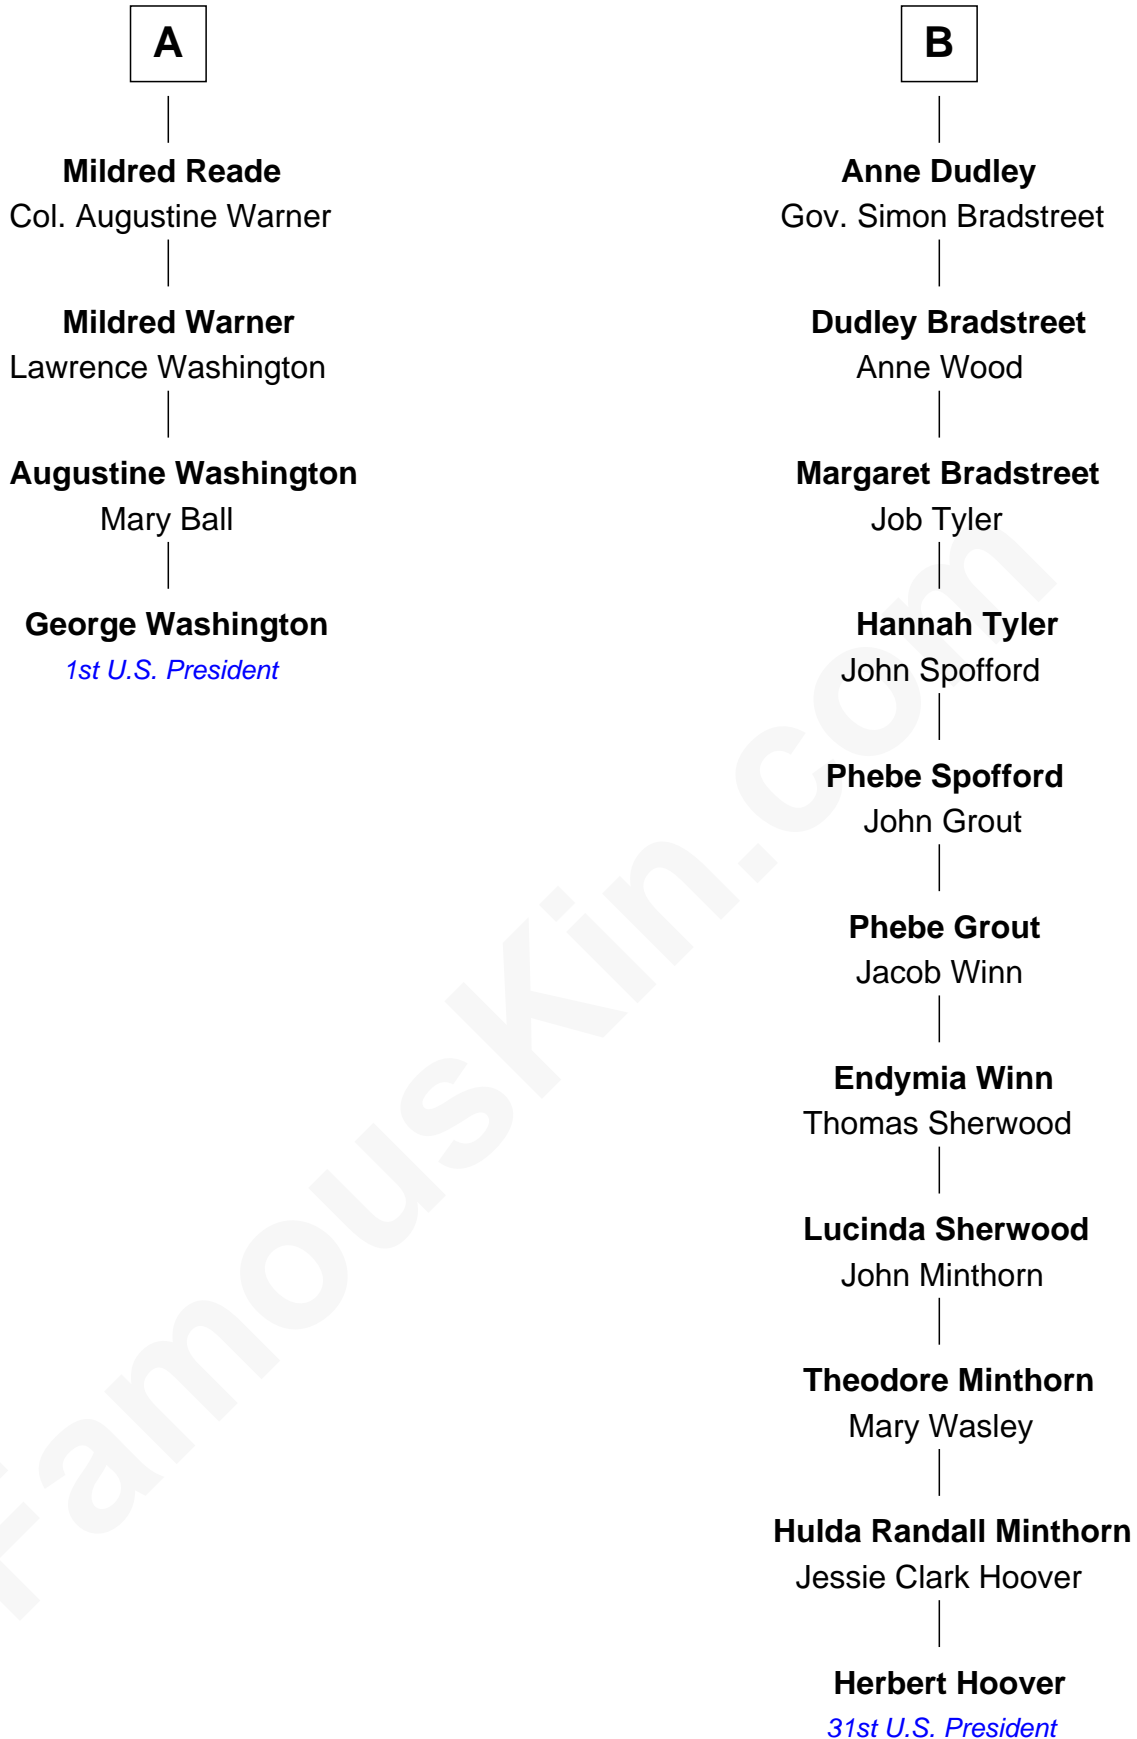 A
Mildred Reade
Col. Augustine Warner
Mildred Warner
Lawrence Washington
Augustine Washington
Mary Ball
George Washington
1st U.S. President
B
Anne Dudley
Gov. Simon Bradstreet
Dudley Bradstreet
Anne Wood
Margaret Bradstreet
Job Tyler
Hannah Tyler
John Spofford
Phebe Spofford
John Grout
Phebe Grout
Jacob Winn
Endymia Winn
Thomas Sherwood
Lucinda Sherwood
John Minthorn
Theodore Minthorn
Mary Wasley
Hulda Randall Minthorn
Jessie Clark Hoover
Herbert Hoover
31st U.S. President
FamousKin.com